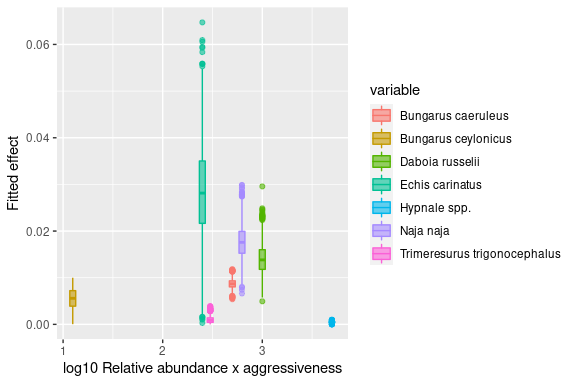 0.06
0.04
0.02
0.00
Fitted effect
1
2
3
log10 Relative abundance x aggressiveness
variable
Bungarus caeruleus
Bungarus ceylonicus
Daboia russelii
Echis carinatus
Hypnale spp.
Naja naja
Trimeresurus trigonocephalus